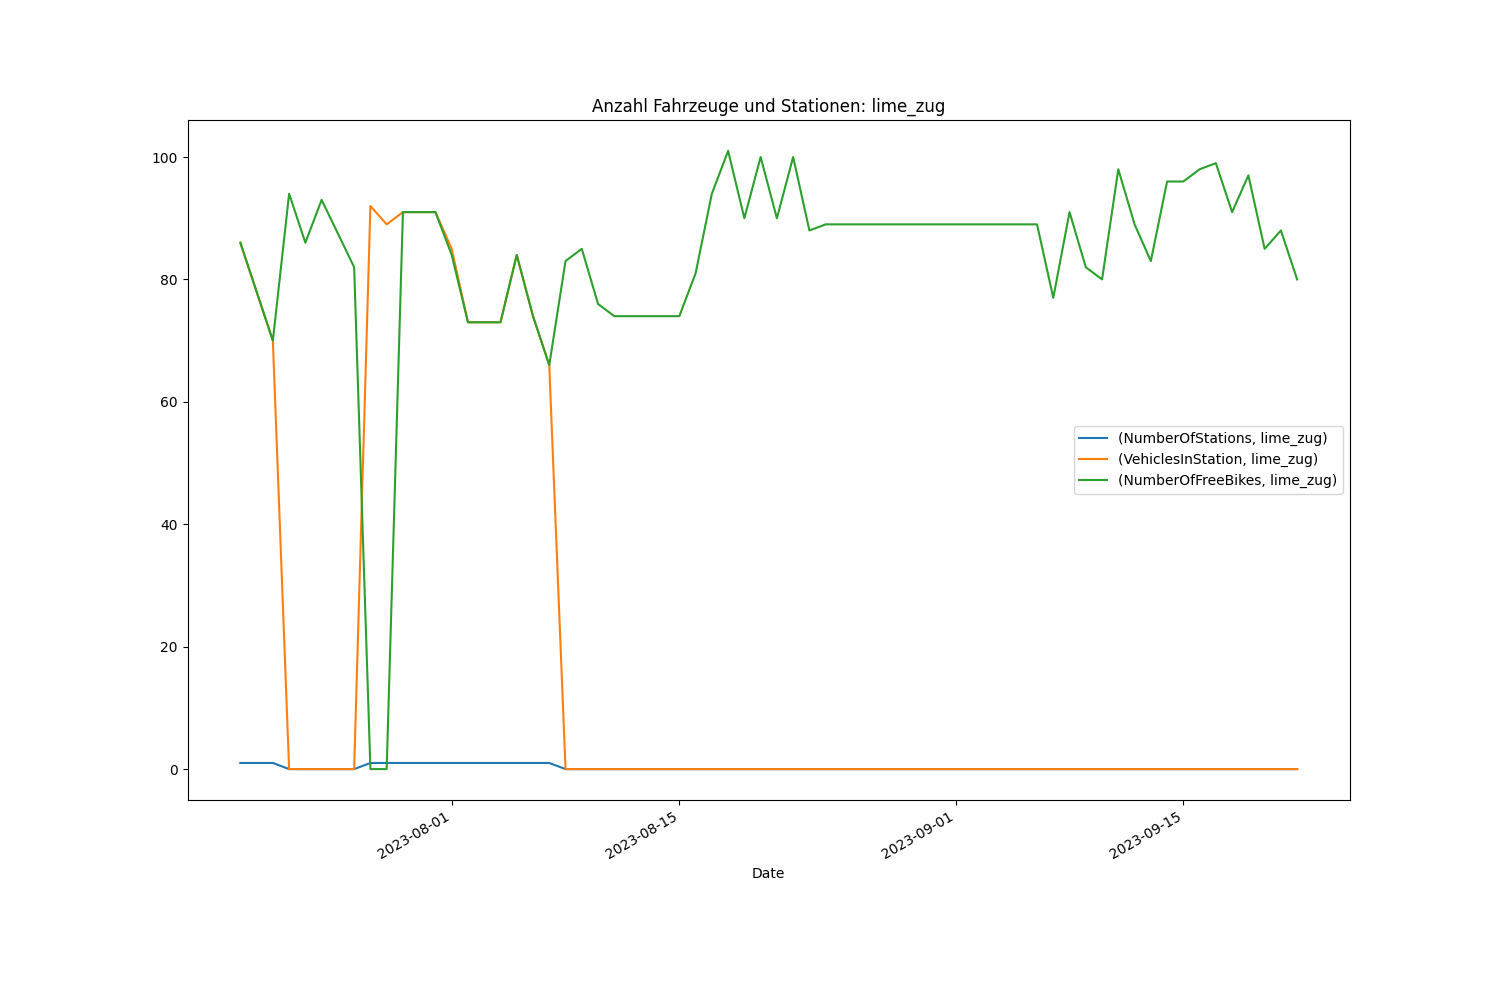 Anzahl Fahrzeuge und Stationen: lime_zug
100
80
60
40
20
0
(NumberOfStations, lime_zug)
(VehiclesInStation, lime_zug)
(NumberOfFreeBikes, lime_zug)
2023-08-01
2023-08-15
2023-09-01
2023-09-15
Date